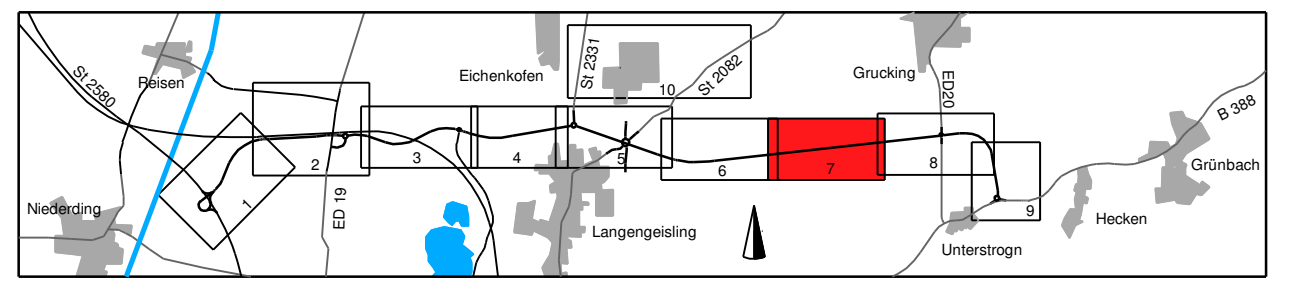 St 2580
Reisen
Niederding
1
2
ED 19
3
Eichenkofen
4
St 2331
10
St 2082
5
Langengeisling
6
7
Grucking
ED20
8
9
Unterstrogn
Hecken
Grünbach
B 388